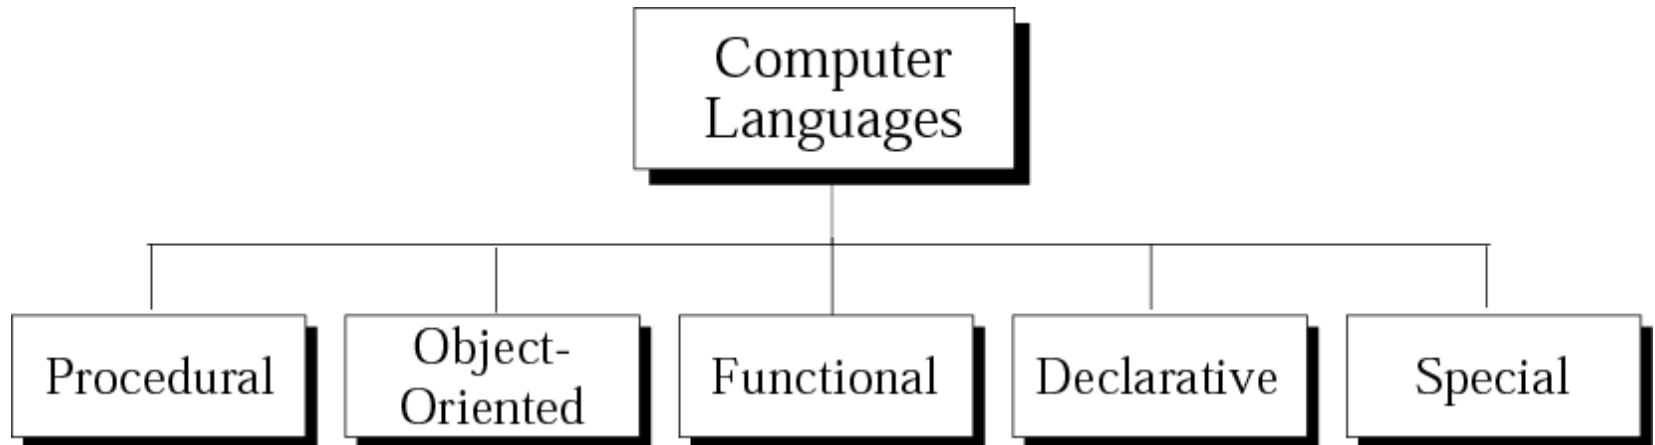 Computer
Languages
Procedural
Object-
Oriented
Functional
Declarative
Special